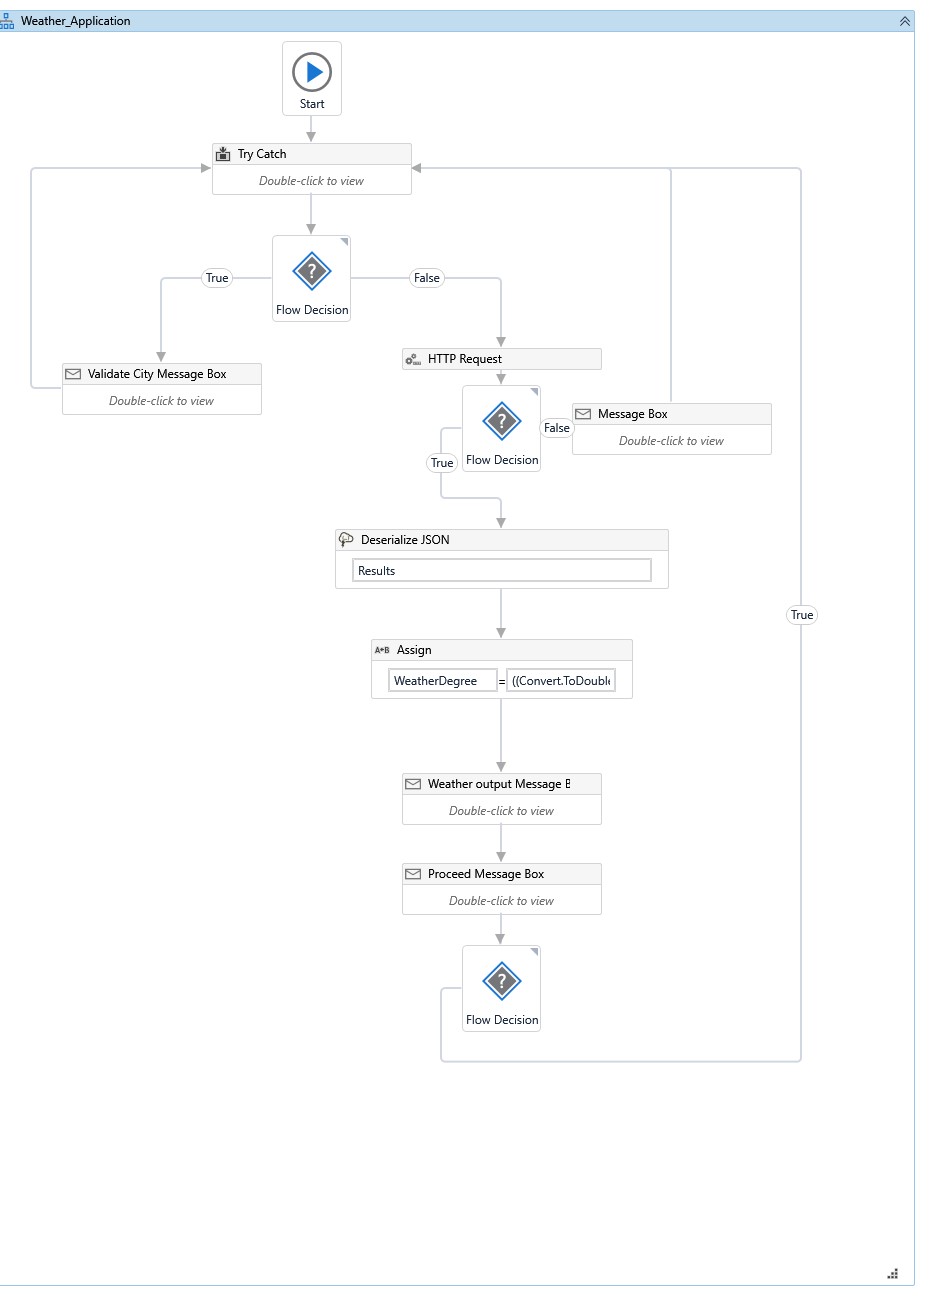 Weather_Application
Start
Try Catch
Double-click to view
?
True
False
Flow Decision
HTTP Request
Validate City Message Box
Double-click to view
?
False
Message Box
Double-click to view
True
Flow Decision
Deserialize JSON
Results
True
A+B Assign
WeatherDegree = ((Convert.ToDouble
Weather output Message B
Double-click to view
Proceed Message Box
Double-click to view
?
Flow Decision